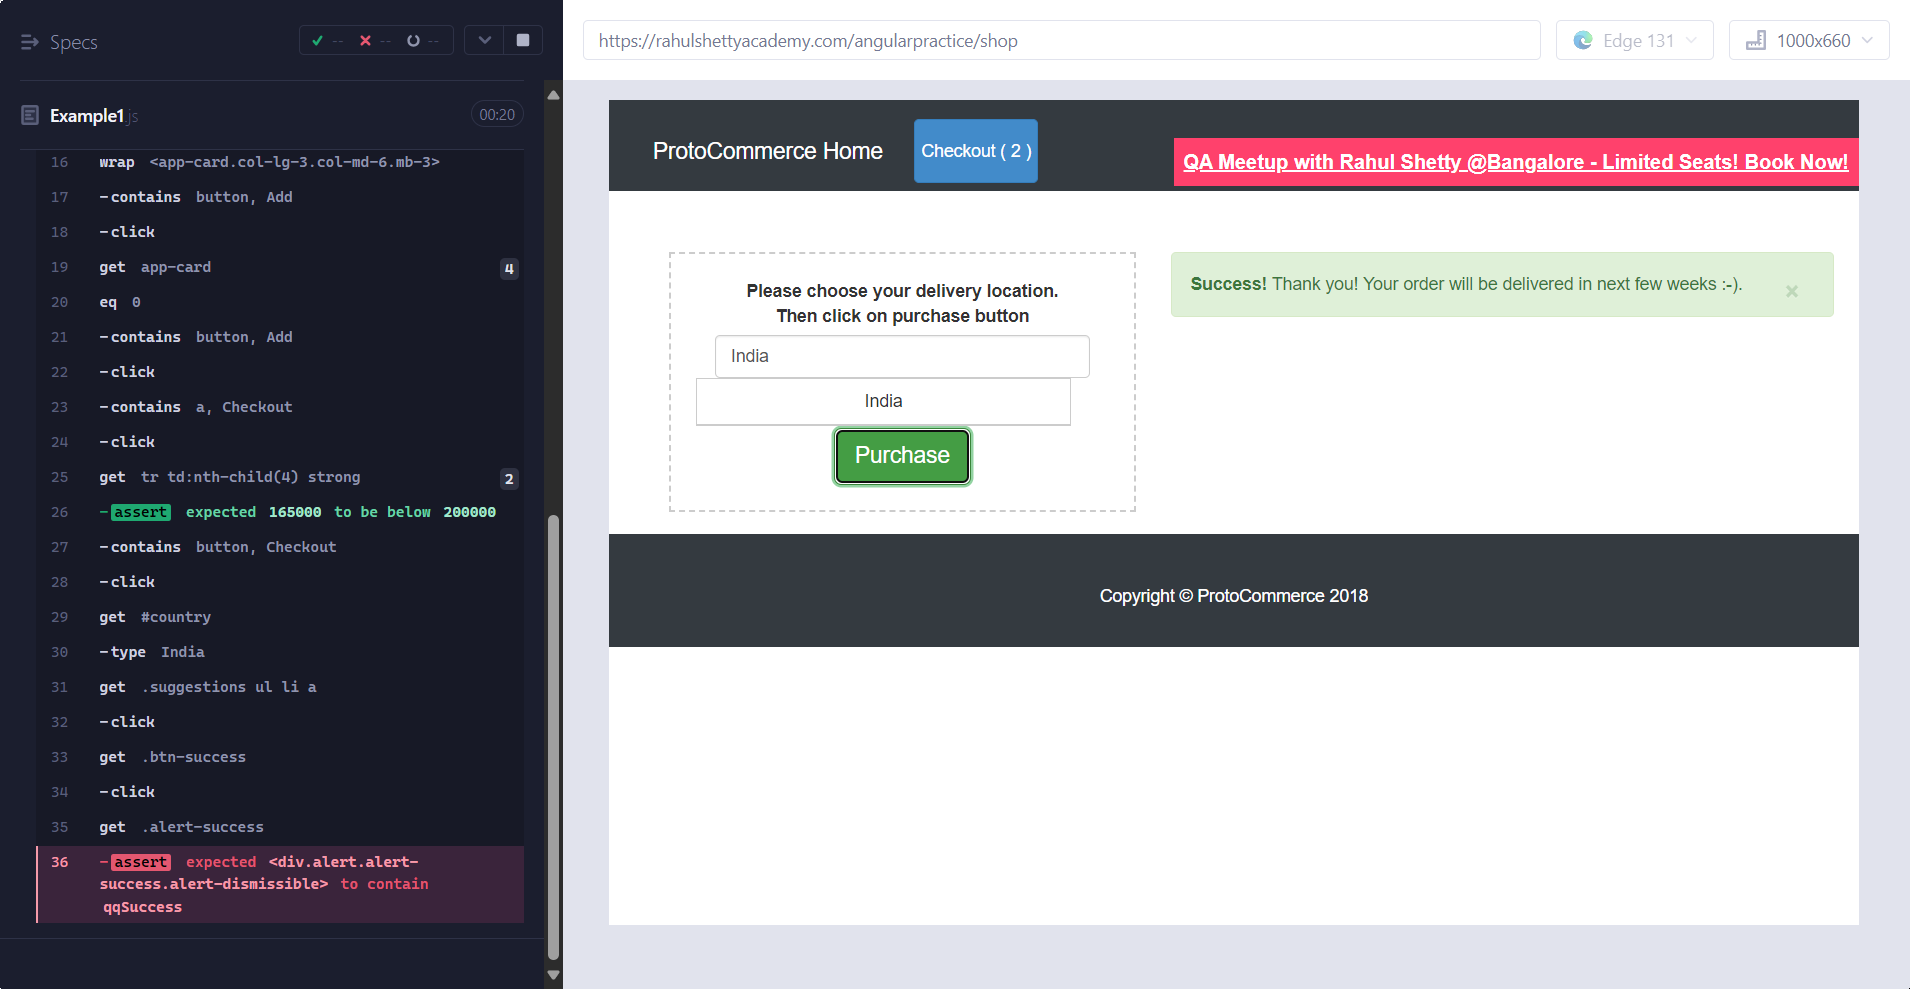 Specs
-- -- --
Example1.js
00:20
16 wrap <app-card.col-lg-3.col-md-6.mb-3>
17 -contains button, Add
18 -click
19 get app-card 4
20 eq 0
21 -contains button, Add
22 -click
23 -contains a, Checkout
24 -click
25 get tr td:nth-child(4) strong 2
26 -assert expected 165000 to be below 200000
27 -contains button, Checkout
28 -click
29 get #country
30 -type India
31 get .suggestions ul li a
32 -click
33 get .btn-success
34 -click
35 get .alert-success
36 -assert expected <div.alert.alert-
success.alert-dismissible> to contain
qqSuccess
https://rahulshettyacademy.com/angularpractice/shop
Edge 131
1000x660
ProtoCommerce Home
Checkout ( 2 )
QA Meetup with Rahul Shetty @Bangalore - Limited Seats! Book Now!
Please choose your delivery location.
Then click on purchase button
India
India
Purchase
Success! Thank you! Your order will be delivered in next few weeks :-).
×
Copyright © ProtoCommerce 2018